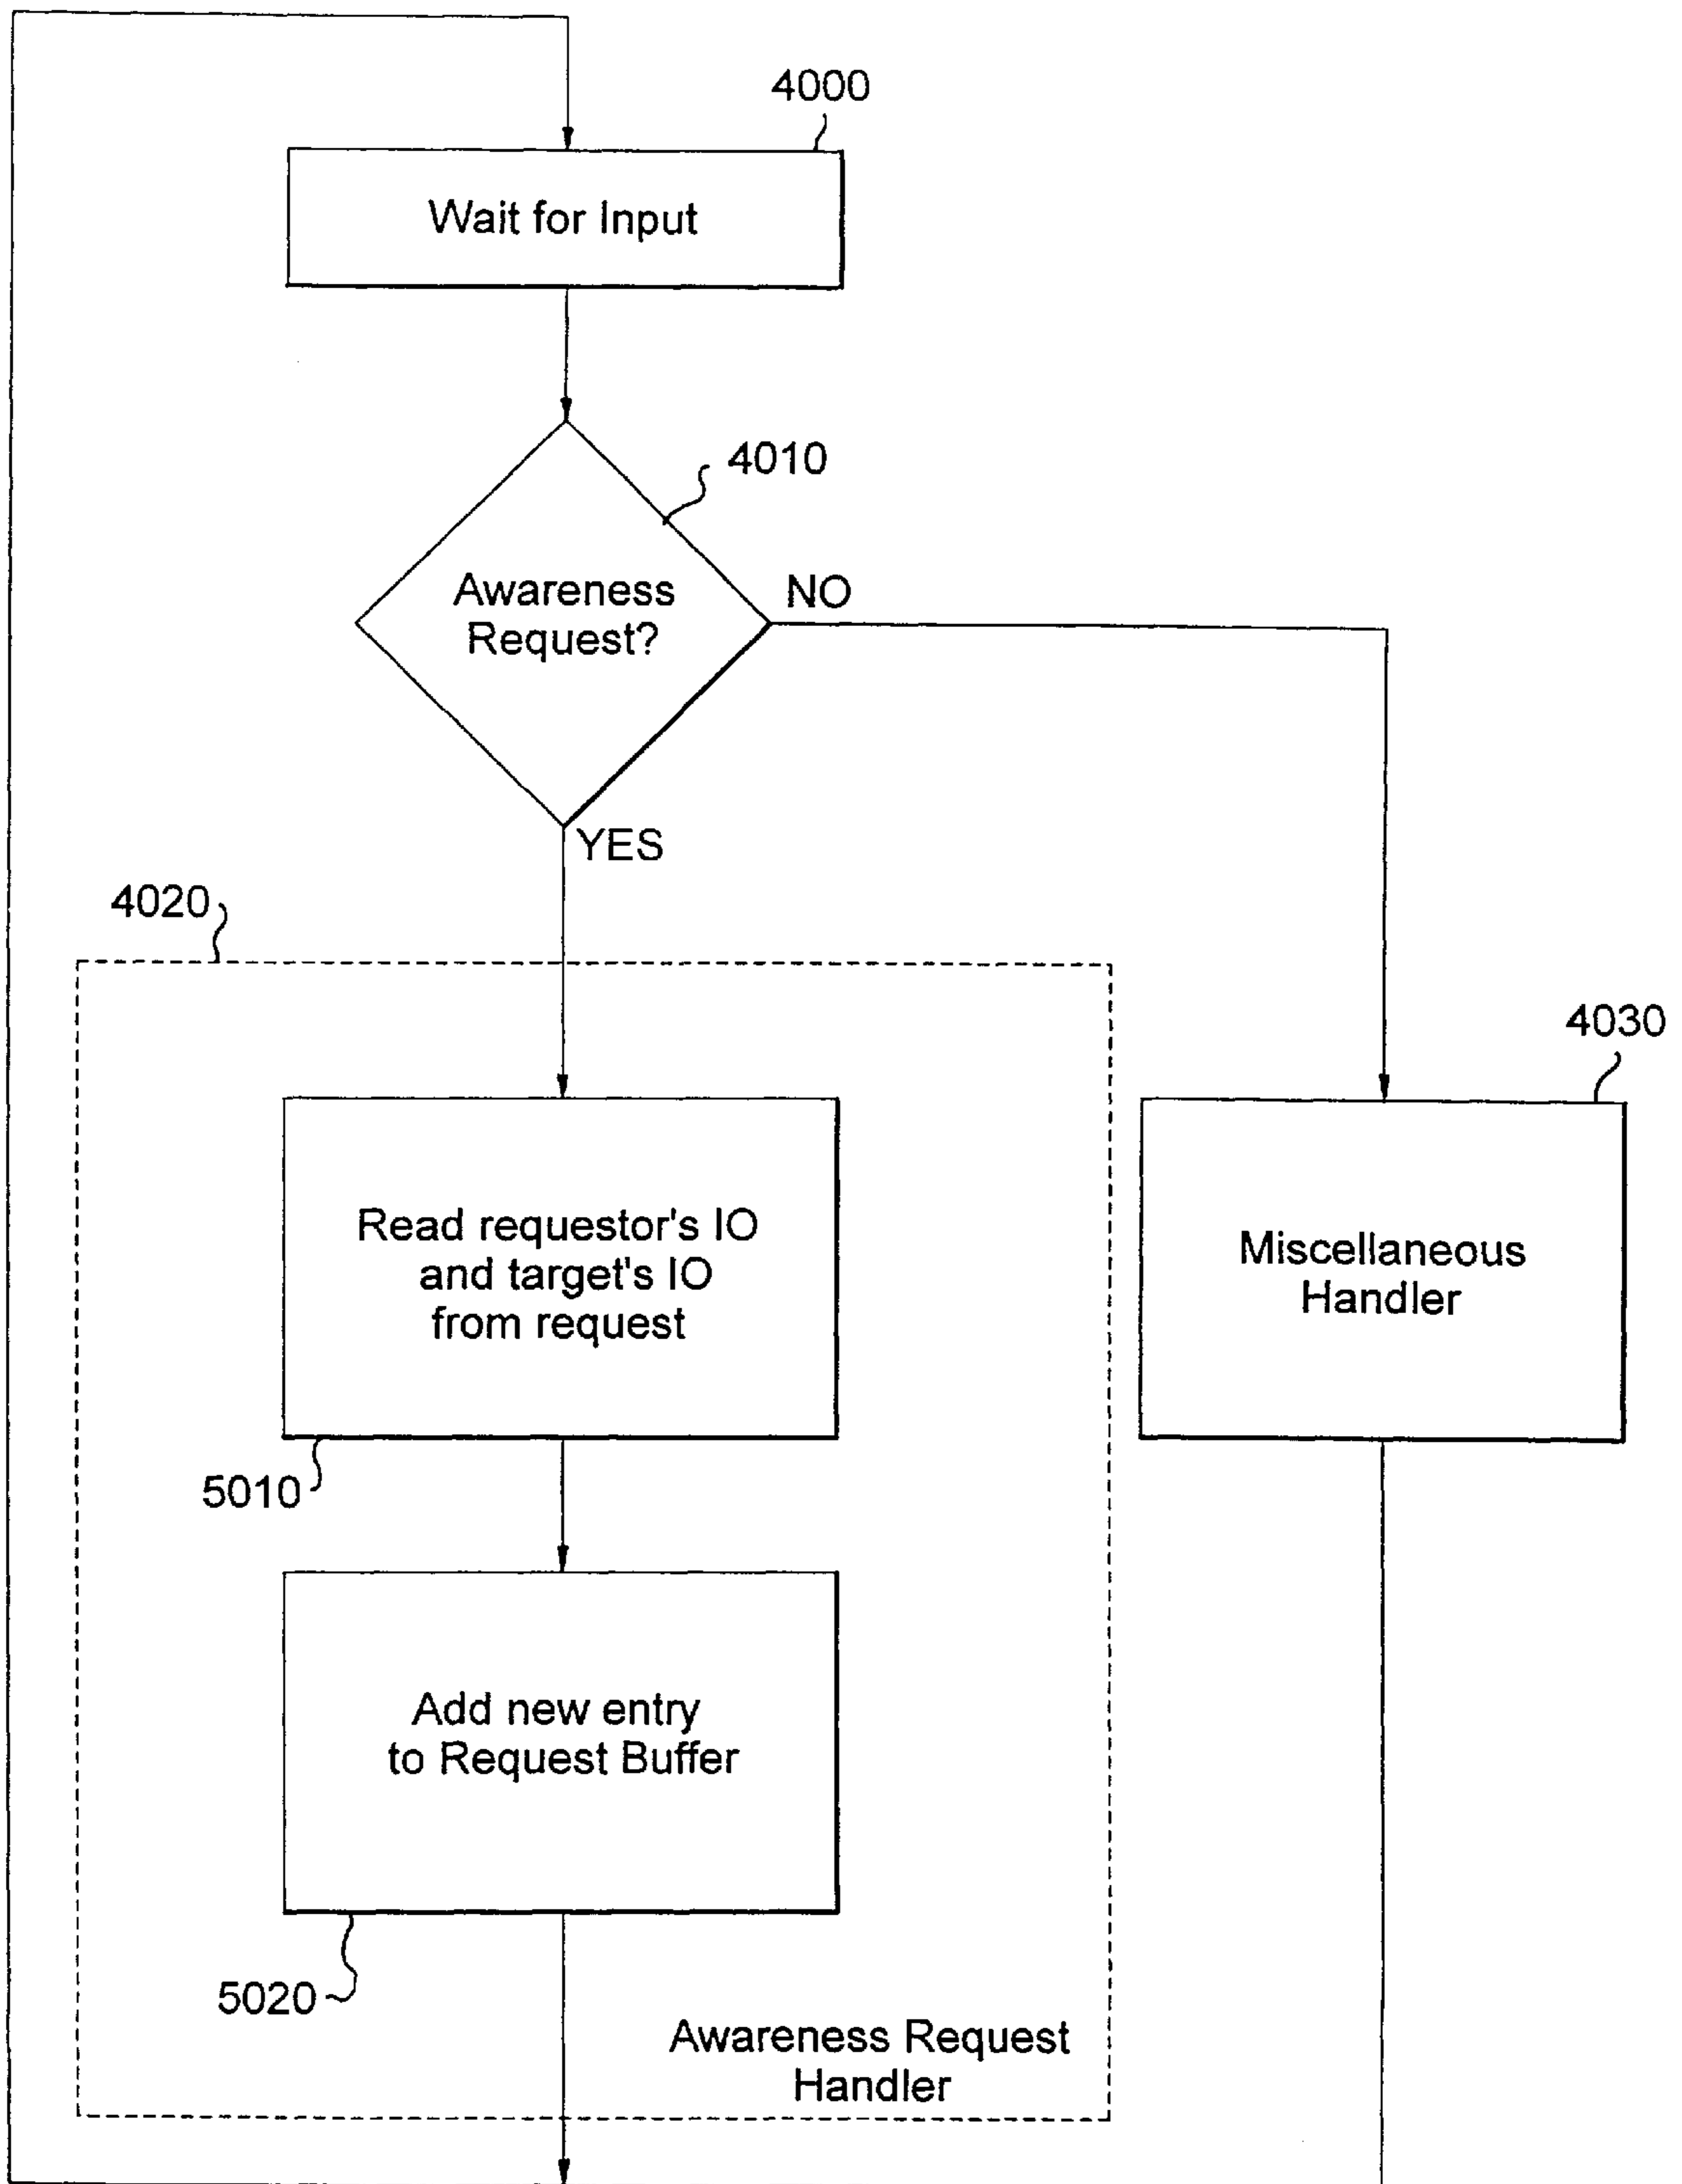 4000
Wait for Input
4010
Awareness
Request?
NO
YES
4020
4030
Read requestor's IO
and target's IO
from request
Miscellaneous
Handler
5010
Add new entry
to Request Buffer
5020
Awareness Request
Handler